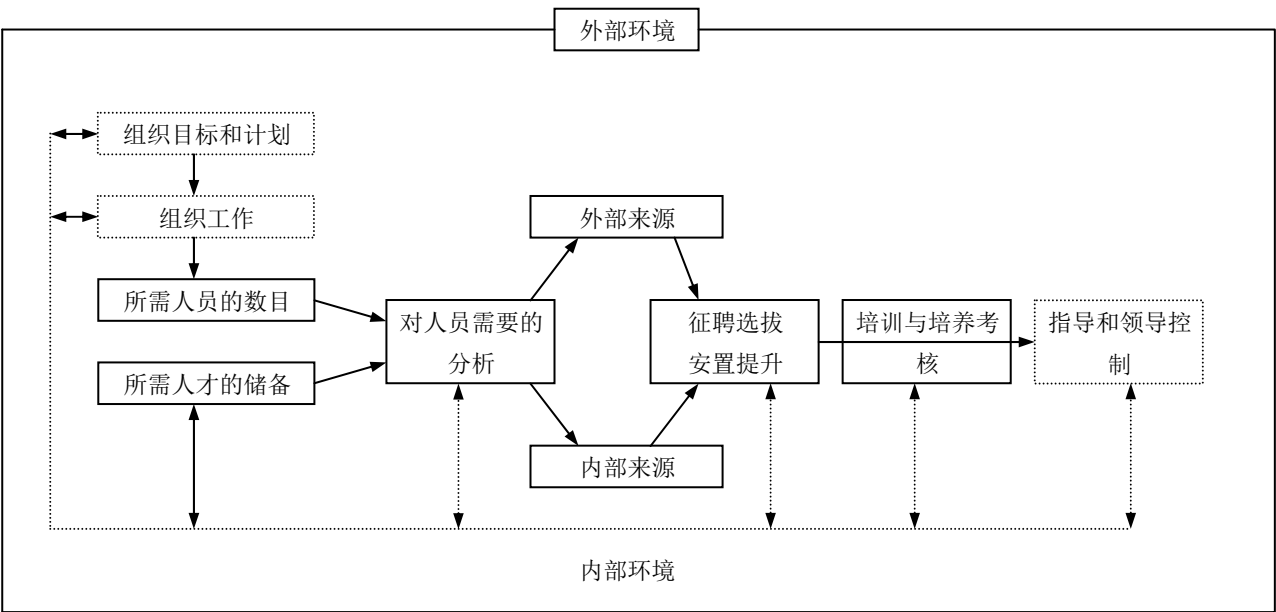 外部环境
组织目标和计划
组织工作
外部来源
所需人员的数目
对人员需要的
分析
征聘选拔
安置提升
培训与培养考
核
指导和领导控
制
所需人才的储备
内部来源
内部环境